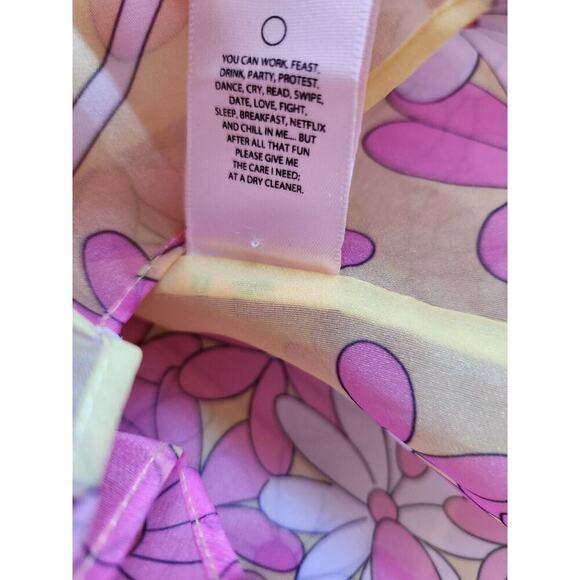 YOU CAN WORK, FEAST,
DRINK, PARTY, PROTEST,
DANCE, CRY, READ, SWIPE,
DATE, LOVE, FIGHT,
SLEEP, BREAKFAST, NETFLIX
AND CHILL IN ME.... BUT
AFTER ALL THAT FUN
PLEASE GIVE ME
THE CARE I NEED;
AT A DRY CLEANER.